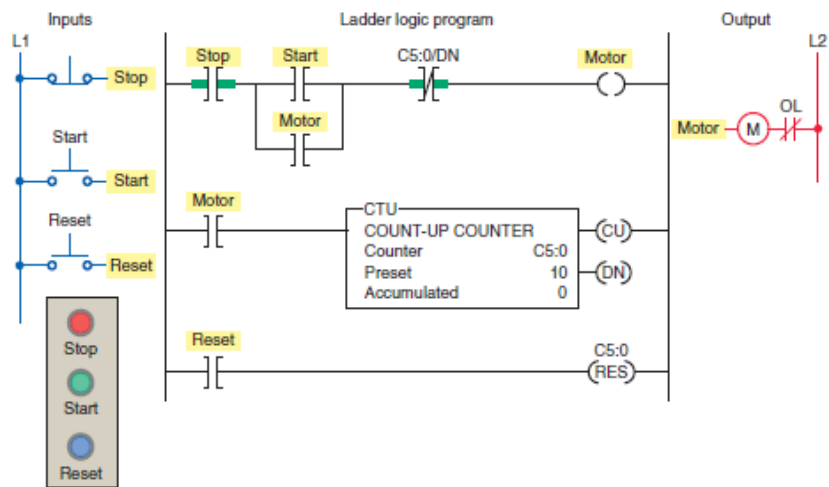 Inputs
Ladder logic program
Output
L1
L2
Stop
Start
Start
Reset
Reset
Stop
Start
Reset
Stop
Start
C5:0/DN
Motor
Motor
Motor
CTU
COUNT-UP COUNTER
Counter C5:0
Preset 10
Accumulated 0
CU
DN
Reset
C5:0
RES
Motor
M
OL